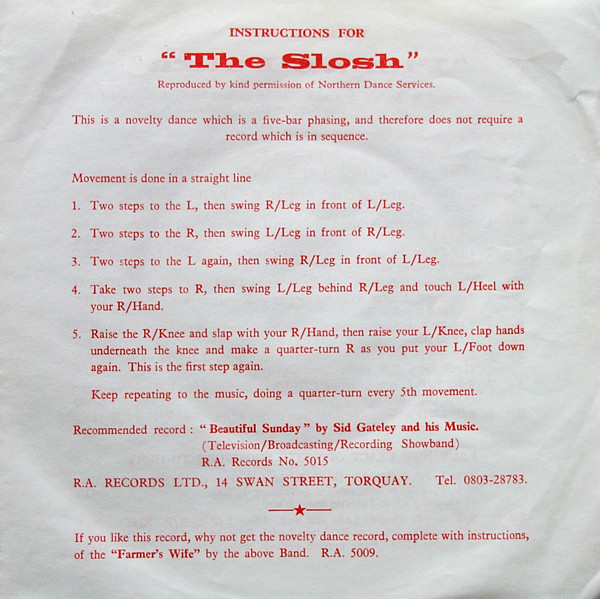 INSTRUCTIONS FOR
“The Slosh”
Reproduced by kind permission of Northern Dance Services.
This is a novelty dance which is a five-bar phasing, and therefore does not require a
record which is in sequence.
Movement is done in a straight line
1. Two steps to the L, then swing R/Leg in front of L/Leg.
2. Two steps to the R, then swing L/Leg in front of R/Leg.
3. Two steps to the L again, then swing R/Leg in front of L/Leg.
4. Take two steps to R, then swing L/Leg behind R/Leg and touch L/Heel with
your R/Hand.
5. Raise the R/Knee and slap with your R/Hand, then raise your L/Knee, clap hands
underneath the knee and make a quarter-turn R as you put your L/Foot down
again. This is the first step again.
Keep repeating to the music, doing a quarter-turn every 5th movement.
Recommended record : “Beautiful Sunday” by Sid Gateley and his Music.
(Television/Broadcasting/Recording Showband)
R.A. Records No. 5015
R.A. RECORDS LTD., 14 SWAN STREET, TORQUAY. Tel. 0803-28783.
If you like this record, why not get the novelty dance record, complete with instructions,
of the “Farmer's Wife” by the above Band. R.A. 5009.